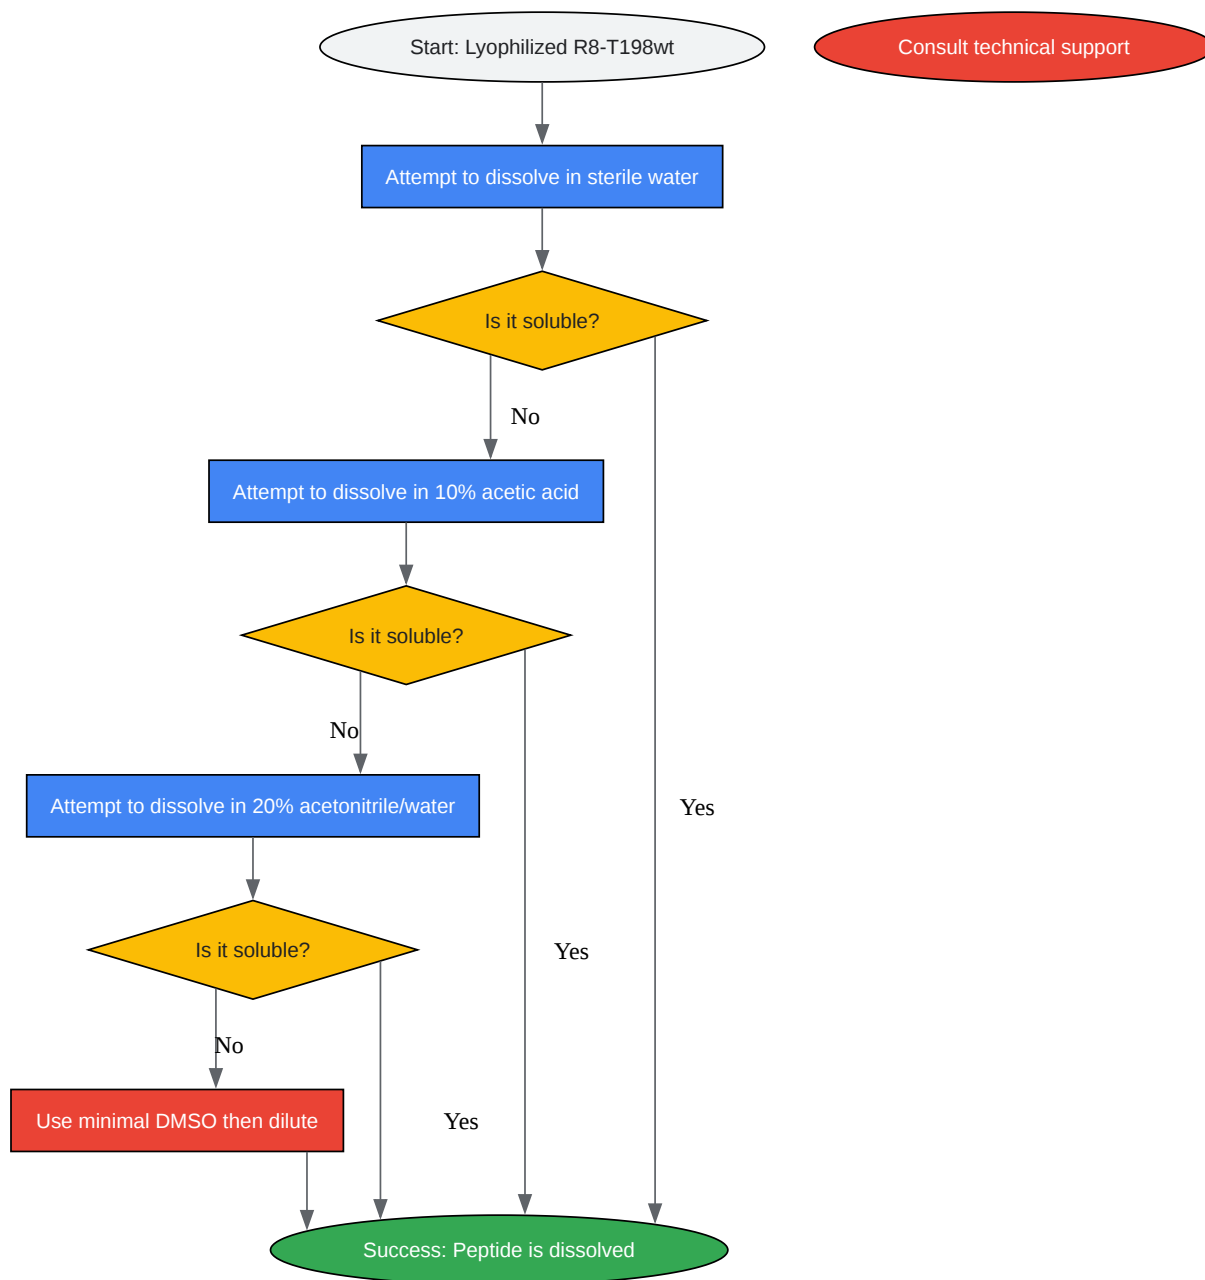 Start: Lyophilized R8-T198wt
Consult technical support
Attempt to dissolve in sterile water
Is it soluble?
No
Attempt to dissolve in 10% acetic acid
Is it soluble?
No
Attempt to dissolve in 20% acetonitrile/water
Yes
Is it soluble?
Yes
No
Use minimal DMSO then dilute
Yes
Success: Peptide is dissolved